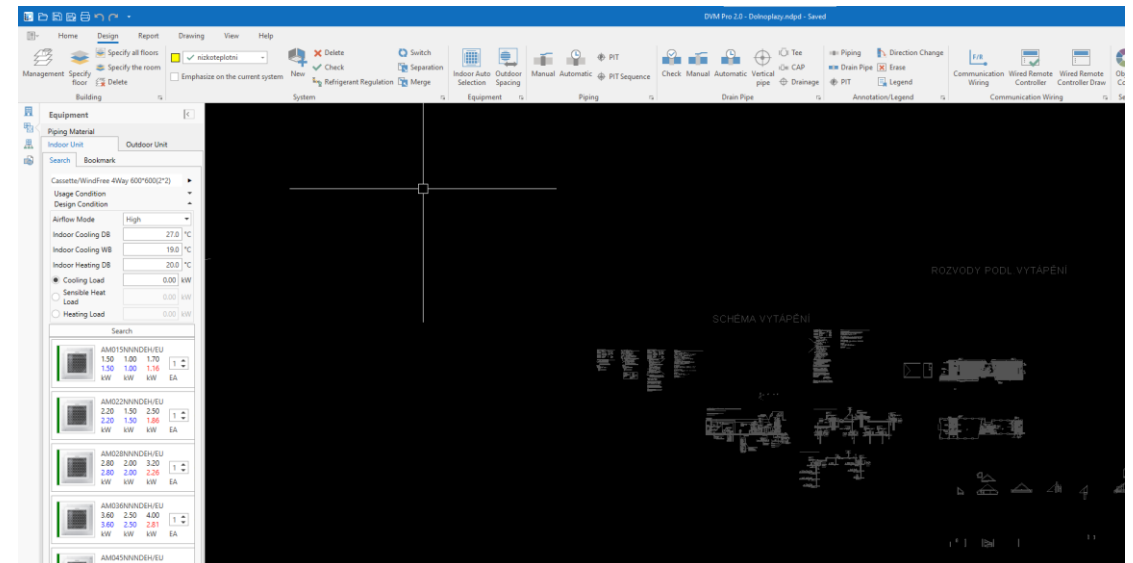 DVM Pro 2.0 - Dolnoplazy.ndpd - Saved
Home Design Report Drawing View Help
Management
Specify floor
Specify all floors
Specify the room
Delete
Building
nizkoteplotni
Emphasize on the current system
New
Delete
Check
Refrigerant Regulation
Switch
Separation
Merge
System
Indoor Auto Selection
Outdoor Spacing
Equipment
Manual
Automatic
PIT
PIT Sequence
Piping
Check
Manual
Automatic
Vertical pipe
Tee
CAP
Drainage
Drain Pipe
Piping
Drain Pipe
PIT
Direction Change
Erase
Legend
Annotation/Legend
F/R
Communication Wiring
Wired Remote Controller
Wired Remote Controller Draw
Communication Wiring
Equipment
Piping Material
Indoor Unit Outdoor Unit
Search Bookmark
Cassette/WindFree 4Way 600*600(2*2)
Usage Condition
Design Condition
Airflow Mode High
Indoor Cooling DB 27.0 °C
Indoor Cooling WB 19.0 °C
Indoor Heating DB 20.0 °C
Cooling Load 0.00 kW
Sensible Heat Load 0.00 kW
Heating Load 0.00 kW
Search
AM015NNNDEH/EU
1.50 1.00 1.70
1.50 1.00 1.16 1
kW kW kW EA
AM022NNNDEH/EU
2.20 1.50 2.50
2.20 1.50 1.86 1
kW kW kW EA
AM028NNNDEH/EU
2.80 2.00 3.20
2.80 2.00 2.26 1
kW kW kW EA
AM036NNNDEH/EU
3.60 2.50 4.00
3.60 2.50 2.81 1
kW kW kW EA
AM045NNNDEH/EU
ROZVODY PODL VYTÁPĚNÍ
SCHÉMA VYTÁPĚNÍ